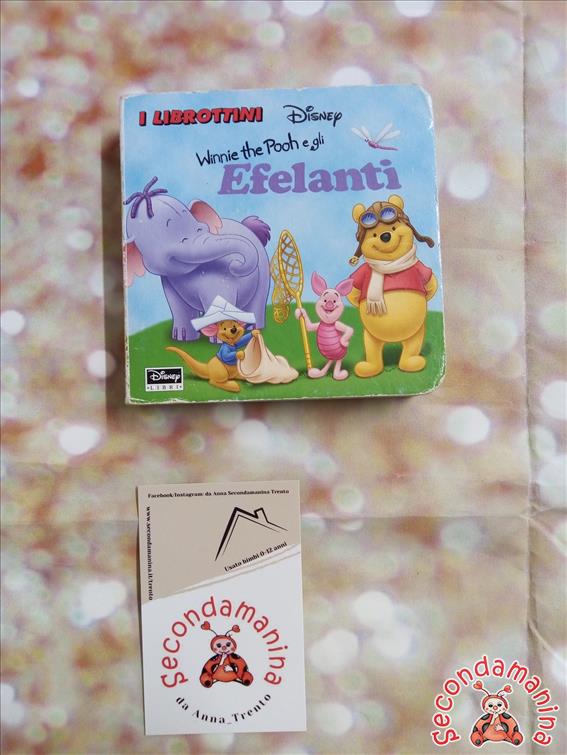 I LIBROTTINI
Disney
Winnie the Pooh e gli
Efelanti
Disney
LIBRI
Facebook/Instagram: da Anna Secondamanina Trento
www.secondamanina.it/trento
Usato bimbi 0-12 anni
Secondamanina
da Anna_Trento
Secondamanina